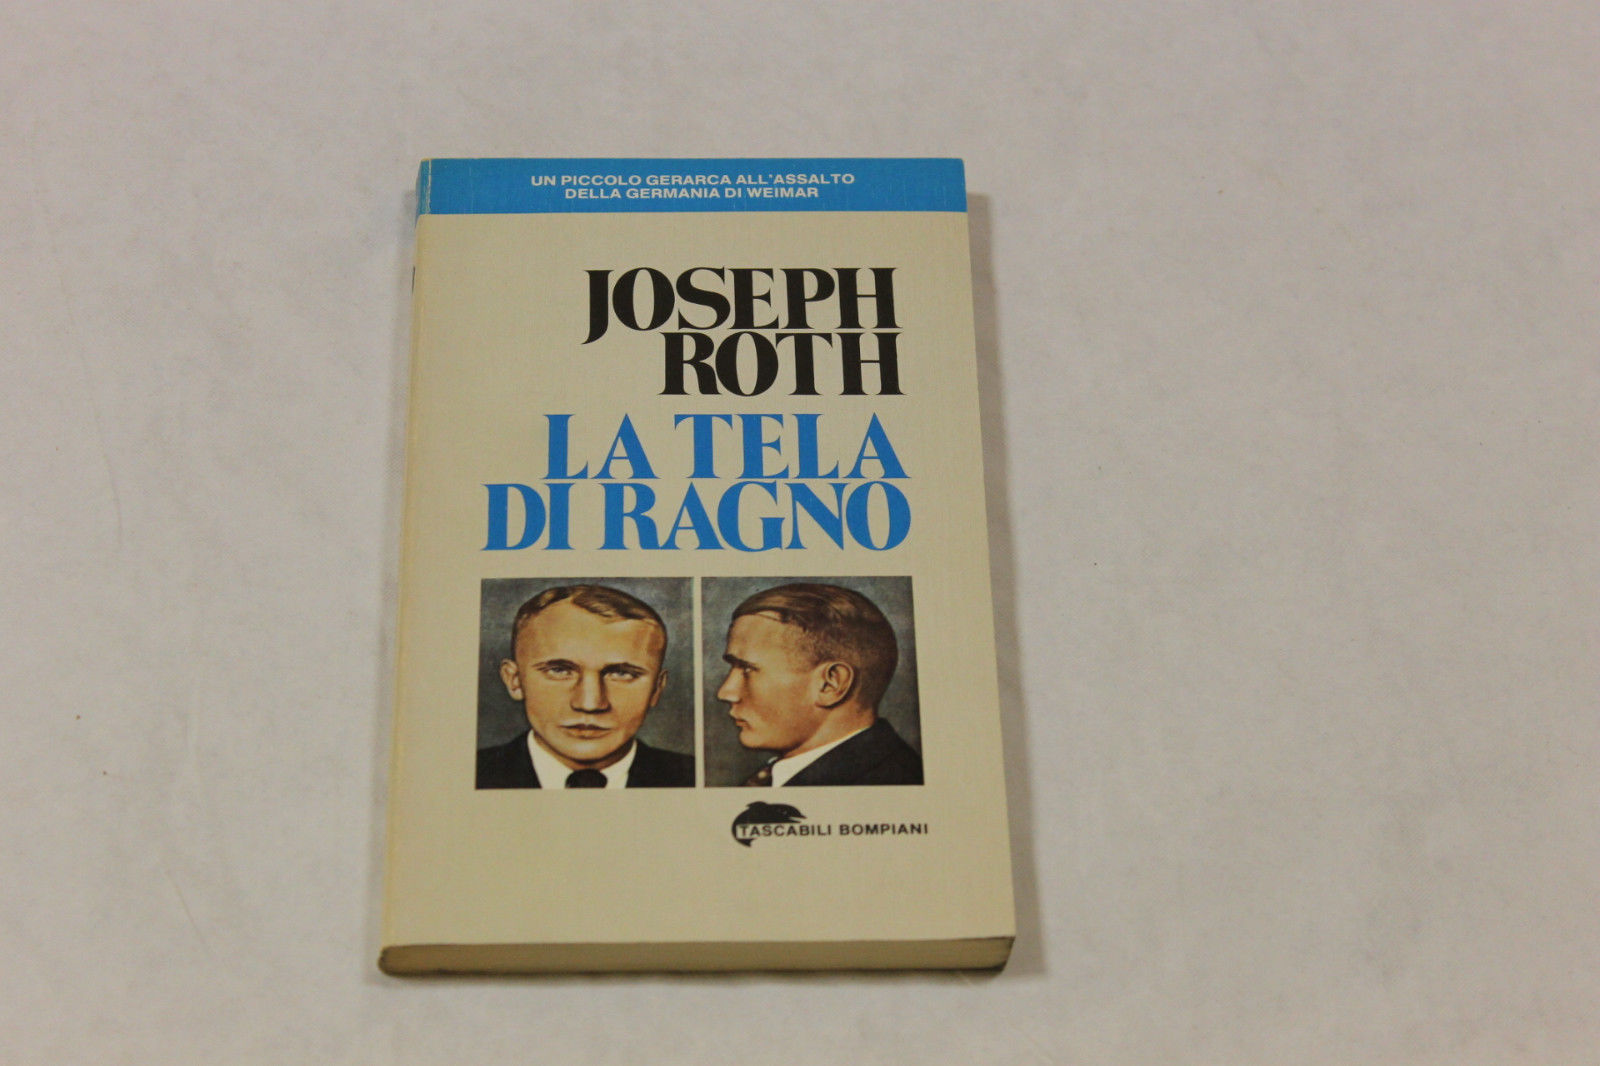 UN PICCOLO GERARCA ALL'ASSALTO
DELLA GERMANIA DI WEIMAR
JOSEPH
ROTH
LA TELA
DI RAGNO
TASCABILI BOMPIANI